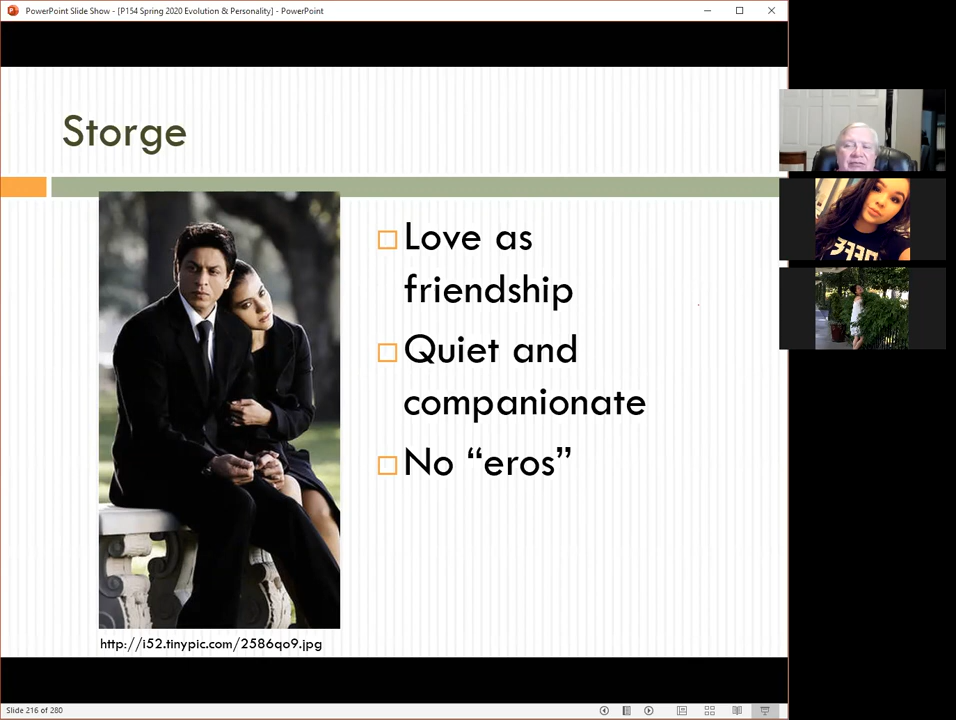 PowerPoint Slide Show - [P154 Spring 2020 Evolution & Personality] - PowerPoint
Storge
Love as
friendship
Quiet and
companionate
No “eros”
http://i52.tinypic.com/2586qo9.jpg
Slide 216 of 280